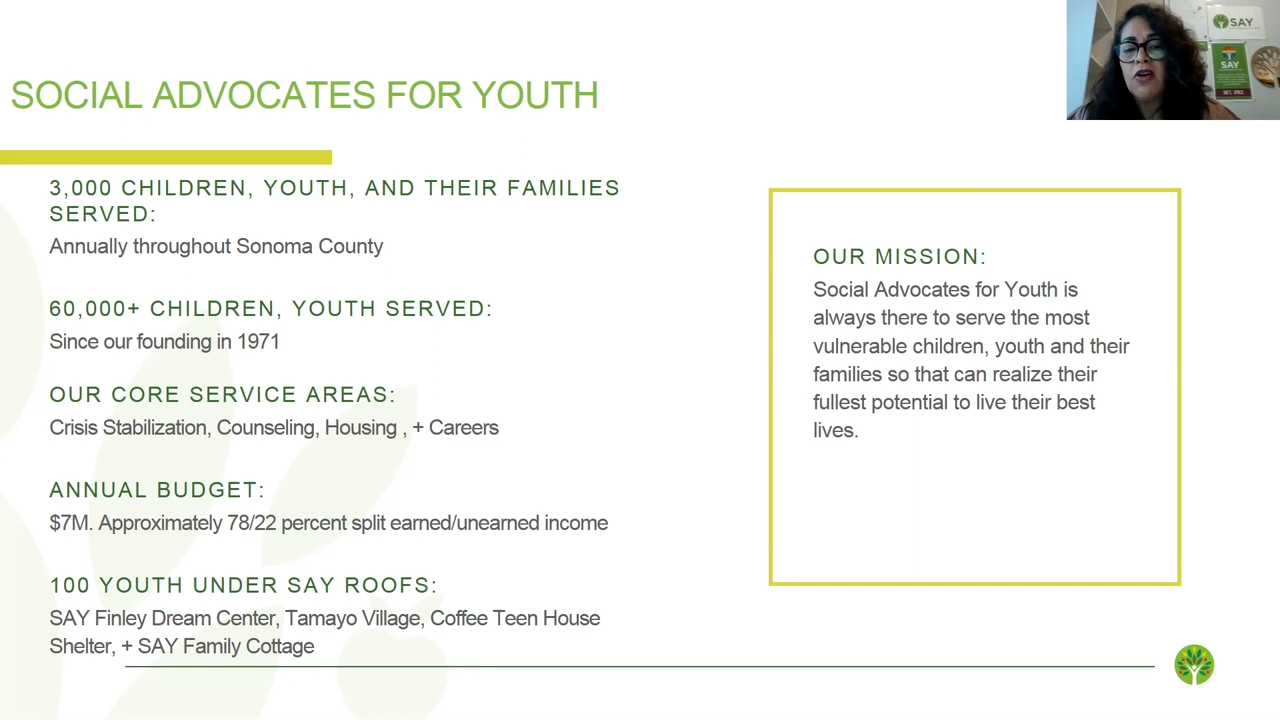 SOCIAL ADVOCATES FOR YOUTH
3,000 CHILDREN, YOUTH, AND THEIR FAMILIES
SERVED:
Annually throughout Sonoma County
60,000+ CHILDREN, YOUTH SERVED:
Since our founding in 1971
OUR CORE SERVICE AREAS:
Crisis Stabilization, Counseling, Housing , + Careers
ANNUAL BUDGET:
$7M. Approximately 78/22 percent split earned/unearned income
100 YOUTH UNDER SAY ROOFS:
SAY Finley Dream Center, Tamayo Village, Coffee Teen House
Shelter, + SAY Family Cottage
OUR MISSION:
Social Advocates for Youth is
always there to serve the most
vulnerable children, youth and their
families so that can realize their
fullest potential to live their best
lives.
SAY
SAY